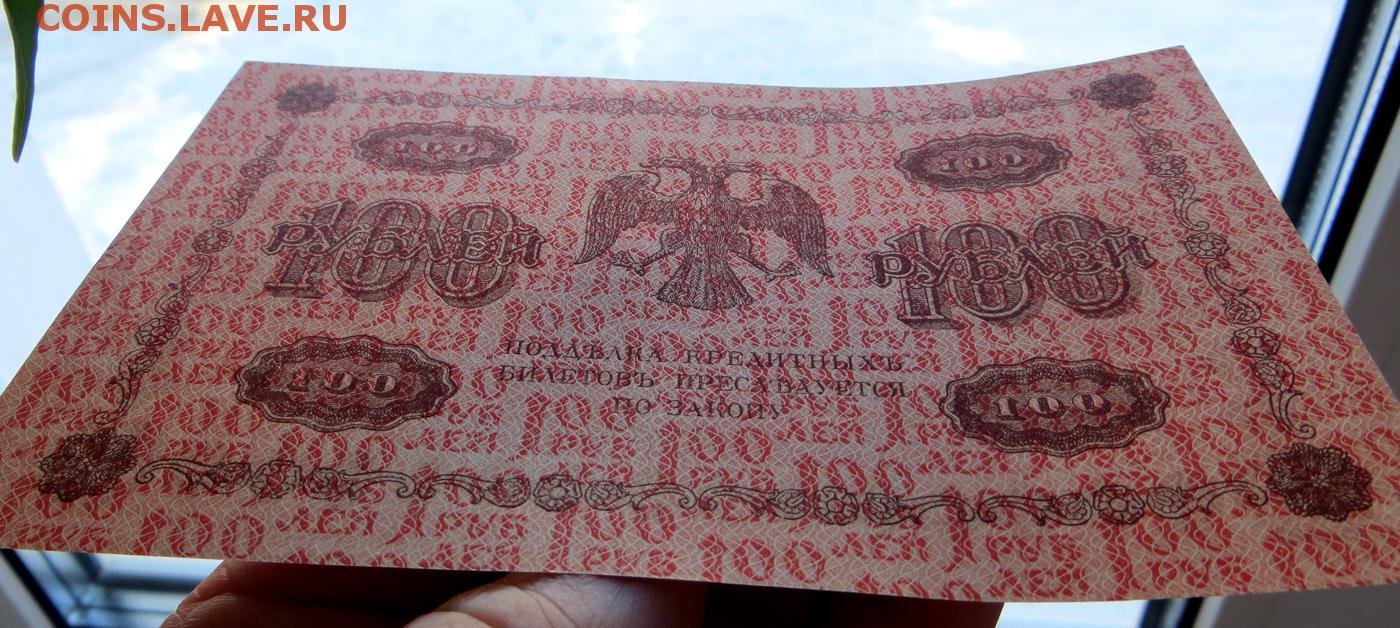 COINS.LAVE.RU
100 100
100 РУБЛЕЙ 100 РУБЛЕЙ
100 100
ПОДДѢЛКА КРЕДИТНЫХЪ
БИЛЕТОВЪ ПРЕСЛѢДУЕТСЯ
ПО ЗАКОНУ